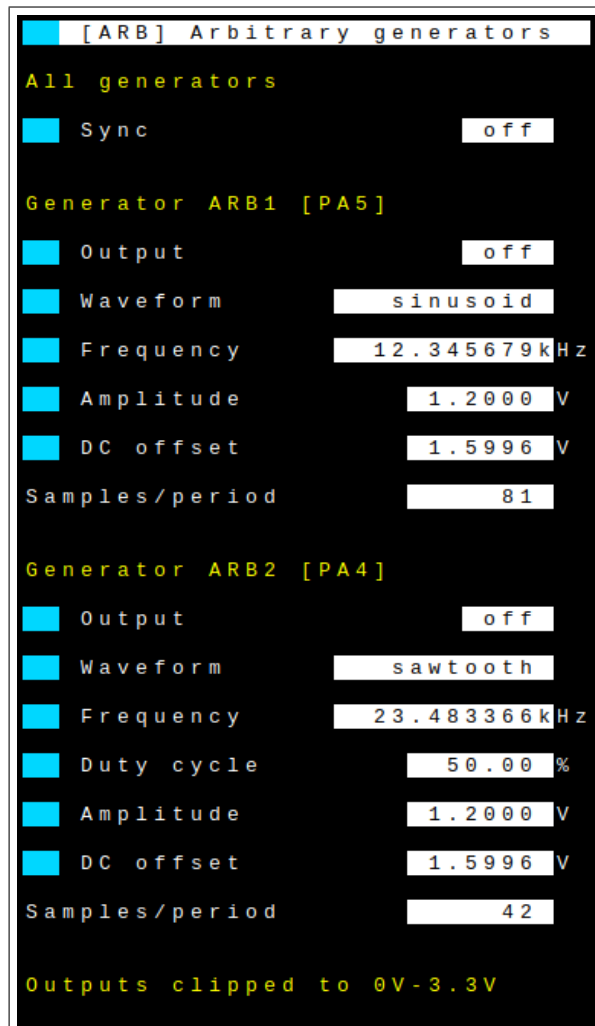 [ARB] Arbitrary generators
All generators
Sync off
Generator ARB1 [PA5]
Output off
Waveform sinusoid
Frequency 12.345679kHz
Amplitude 1.2000 V
DC offset 1.5996 V
Samples/period 81
Generator ARB2 [PA4]
Output off
Waveform sawtooth
Frequency 23.483366kHz
Duty cycle 50.00 %
Amplitude 1.2000 V
DC offset 1.5996 V
Samples/period 42
Outputs clipped to 0V-3.3V